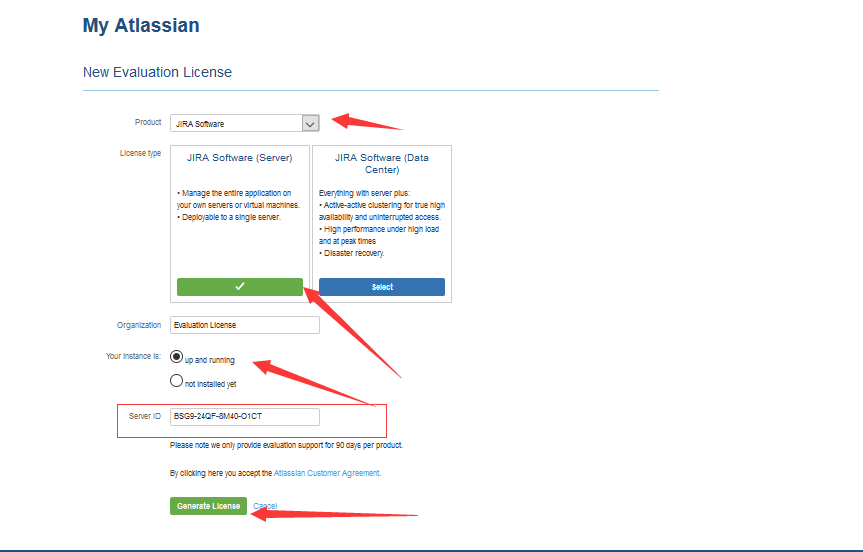 My Atlassian
New Evaluation License
Product
JIRA Software
License type
JIRA Software (Server)
• Manage the entire application on
your own servers or virtual machines.
• Deployable to a single server.
JIRA Software (Data
Center)
Everything with server plus:
• Active-active clustering for true high
availability and uninterrupted access.
• High performance under high load
and at peak times
• Disaster recovery.
Select
Organization
Evaluation License
Your instance is:
up and running
not installed yet
Server ID
BSG9-24QF-8M40-O1CT
Please note we only provide evaluation support for 90 days per product.
By clicking here you accept the Atlassian Customer Agreement.
Generate License
Cancel